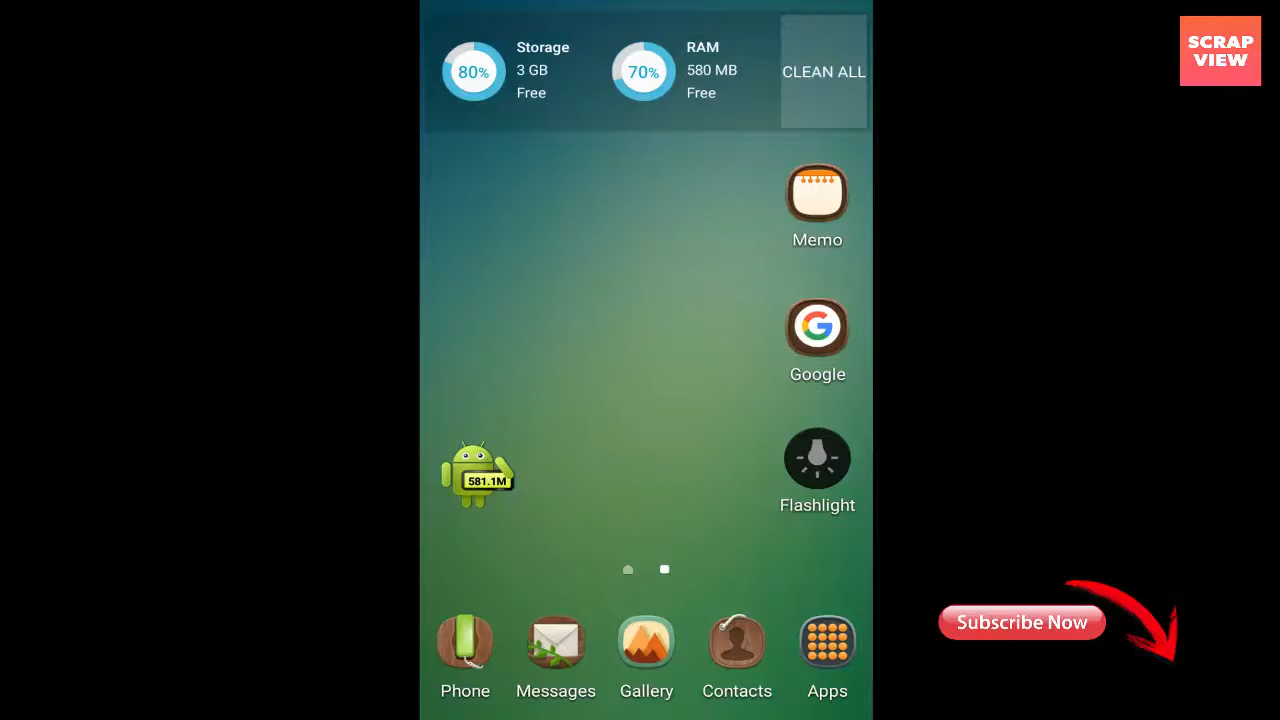 80%
Storage
3 GB
Free
70%
RAM
580 MB
Free
CLEAN ALL
SCRAP
VIEW
Memo
G
Google
581.1M
Flashlight
Subscribe Now
Phone
Messages
Gallery
Contacts
Apps